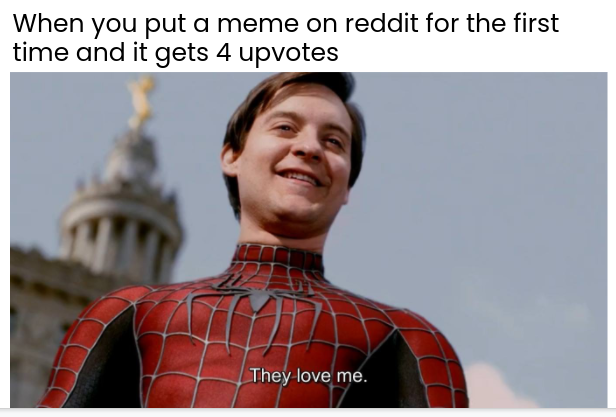 When you put a meme on reddit for the first
time and it gets 4 upvotes
They love me.